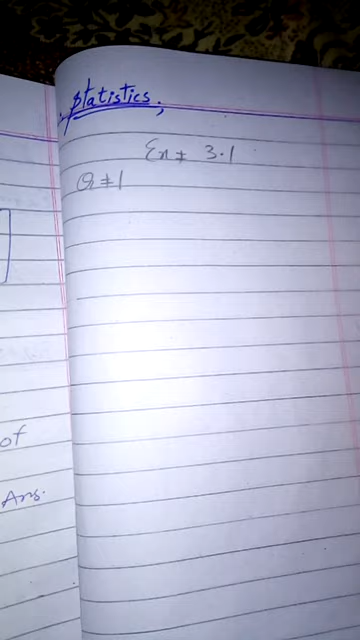 Statistics;
Ex # 3.1
Q # 1
of
Ans.